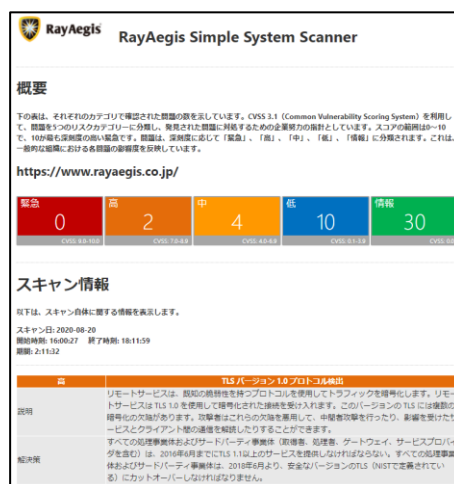 RayAegis
RayAegis Simple System Scanner
概要
下の表は、それぞれのカテゴリで確認された問題の数を示しています。CVSS 3.1（Common Vulnerability Scoring System）を利用し
て、問題を5つのリスクカテゴリーに分類し、発見された問題に対処するための企業努力の指針としています。スコアの範囲は0～10
で、10が最も深刻度の高い緊急です。問題は、深刻度に応じて「緊急」、「高」、「中」、「低」、「情報」に分類されます。これは、
一般的な組織における各問題の影響度を反映しています。
https://www.rayaegis.co.jp/
緊急 高 中 低 情報
0 2 4 10 30
CVSS: 9.0-10.0 CVSS: 7.0-8.9 CVSS: 4.0-6.9 CVSS: 0.1-3.9 CVSS: 0.0
スキャン情報
以下は、スキャン自体に関する情報を表示します。
スキャン日: 2020-08-20
開始時刻: 16:00:27 終了時刻: 18:11:59
期間: 2:11:32
高 TLS バージョン 1.0 プロトコル検出
リモートサービスは、既知の脆弱性を持つプロトコルを使用してトラフィックを暗号化します。リモー
トサービスは TLS 1.0 を使用して暗号化された接続を受け入れます。このバージョンの TLS には複数の
説明 暗号化の欠陥があります。攻撃者はこれらの欠陥を悪用して、中間者攻撃を行ったり、影響を受けたサ
ービスとクライアント間の通信を解読したりすることができます。
すべての処理事業体およびサードパーティ事業体（取得者、処理者、ゲートウェイ、サービスプロバイ
ダを含む）は、2016年6月までにTLS 1.1以上のサービスを提供しなければならない。すべての処理事業
解決策 体およびサードパーティ事業体は、2018年6月より、安全なバージョンのTLS（NISTで定義されてい
る）にカットオーバーしなければなりません。